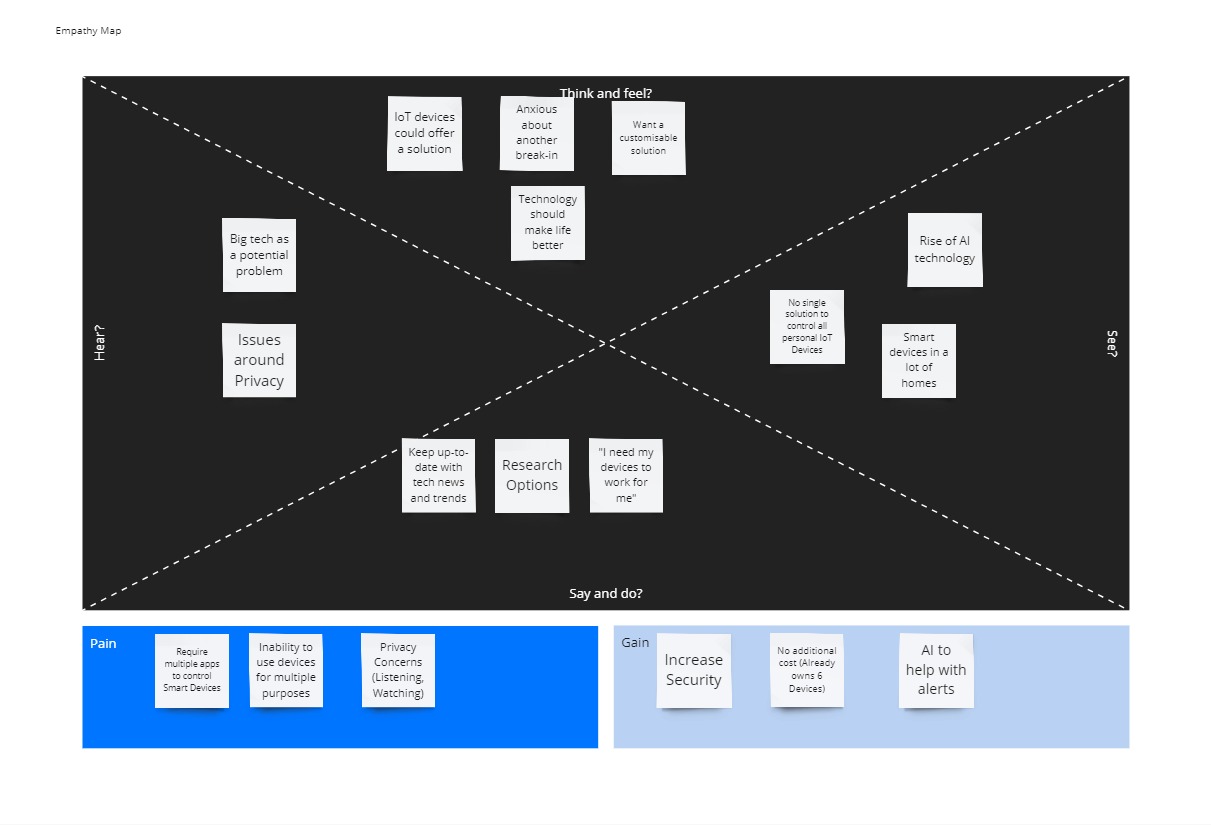 Empathy Map
Think and feel?
IoT devices
could offer
a solution
Anxious
about
another
break-in
Want a
customisable
solution
Technology
should
make life
better
Hear?
Big tech as
a potential
problem
Issues
around
Privacy
See?
Rise of AI
technology
No single
solution to
control all
personal IoT
Devices
Smart
devices in a
lot of
homes
Keep up-to-
date with
tech news
and trends
Research
Options
"I need my
devices to
work for
me"
Say and do?
Pain
Require
multiple apps
to control
Smart Devices
Inability to
use devices
for multiple
purposes
Privacy
Concerns
(Listening,
Watching)
Gain
Increase
Security
No additional
cost (Already
owns 6
Devices)
AI to
help with
alerts